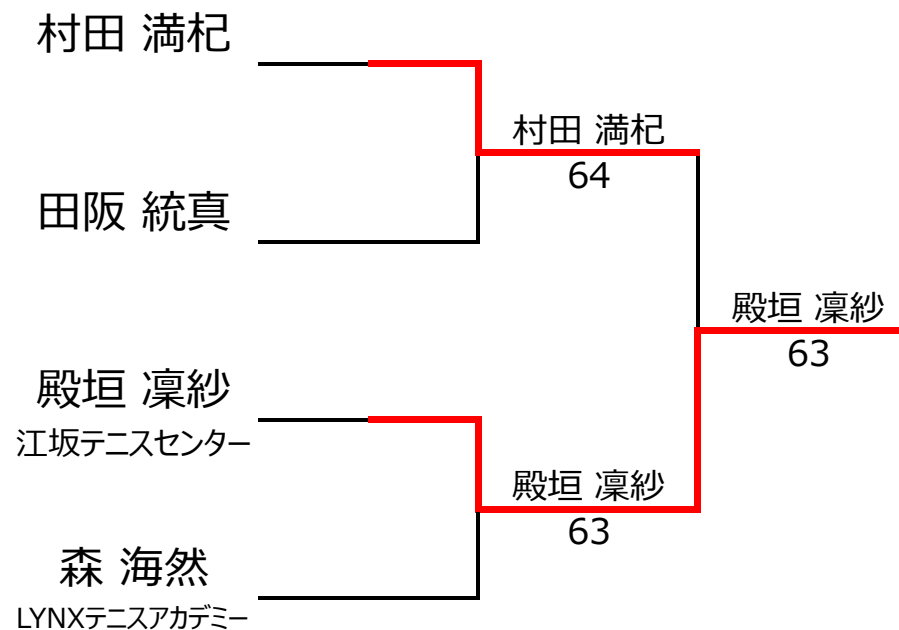 村田 満杞
村田 満杞
64
田阪 統真
殿垣 凜紗
63
殿垣 凜紗
江坂テニスセンター
殿垣 凜紗
63
森 海然
LYNXテニスアカデミー